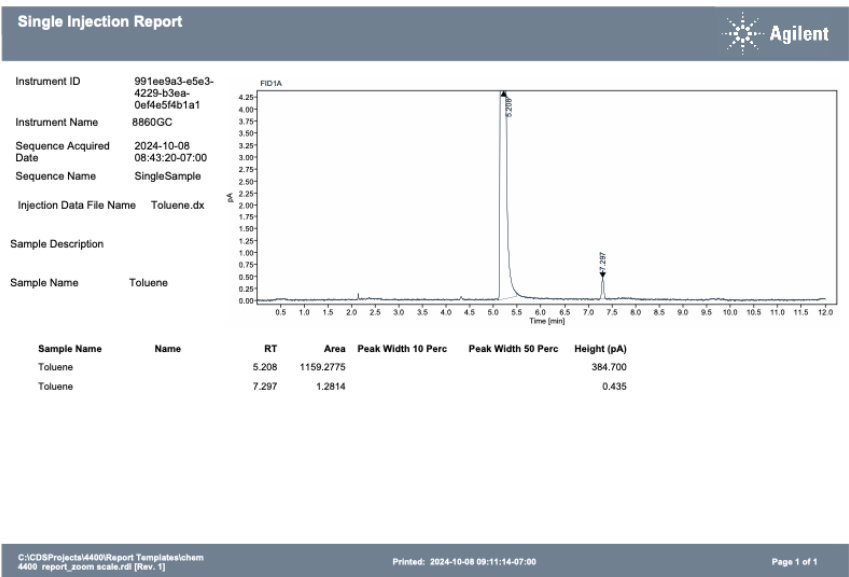 Single Injection Report
Agilent
Instrument ID 991ee9a3-e5e3-
4229-b3ea-
0ef4e5f4b1a1
Instrument Name 8860GC
Sequence Acquired 2024-10-08
Date 08:43:20-07:00
Sequence Name SingleSample
Injection Data File Name Toluene.dx
Sample Description
Sample Name Toluene
FID1A
4.25
4.00
3.75
3.50
3.25
3.00
2.75
2.50
2.25
2.00
1.75
1.50
1.25
1.00
0.75
0.50
0.25
0.00
pA
5.208
7.297
0.5 1.0 1.5 2.0 2.5 3.0 3.5 4.0 4.5 5.0 5.5 6.0 6.5 7.0 7.5 8.0 8.5 9.0 9.5 10.0 10.5 11.0 11.5 12.0
Time [min]
Sample Name Name RT Area Peak Width 10 Perc Peak Width 50 Perc Height (pA)
Toluene 5.208 1159.2775 384.700
Toluene 7.297 1.2814 0.435
C:\CDSProjects\4400\Report Templates\chem
4400 report_zoom scale.rdl [Rev. 1]
Printed: 2024-10-08 09:11:14-07:00
Page 1 of 1